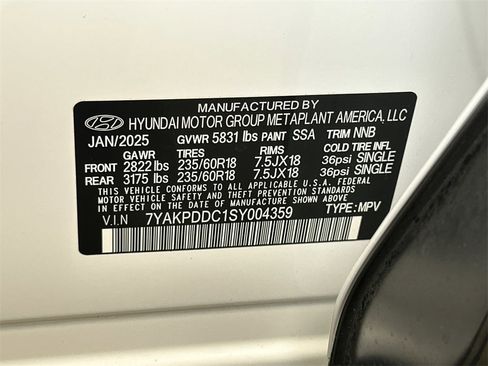 MANUFACTURED BY
HYUNDAI MOTOR GROUP METAPLANT AMERICA, LLC
JAN/2025 GVWR 5831 lbs PAINT SSA TRIM NNB
GAWR TIRES RIMS COLD TIRE INFL
FRONT 2822 lbs 235/60R18 7.5JX18 36psi SINGLE
REAR 3175 lbs 235/60R18 7.5JX18 36psi SINGLE
THIS VEHICLE CONFORMS TO ALL APPLICABLE U.S. FEDERAL MOTOR VEHICLE
SAFETY STANDARDS IN EFFECT ON THE DATE OF MANUFACTURE SHOWN ABOVE
V.I.N 7YAKPDDC1SY004359 TYPE : MPV